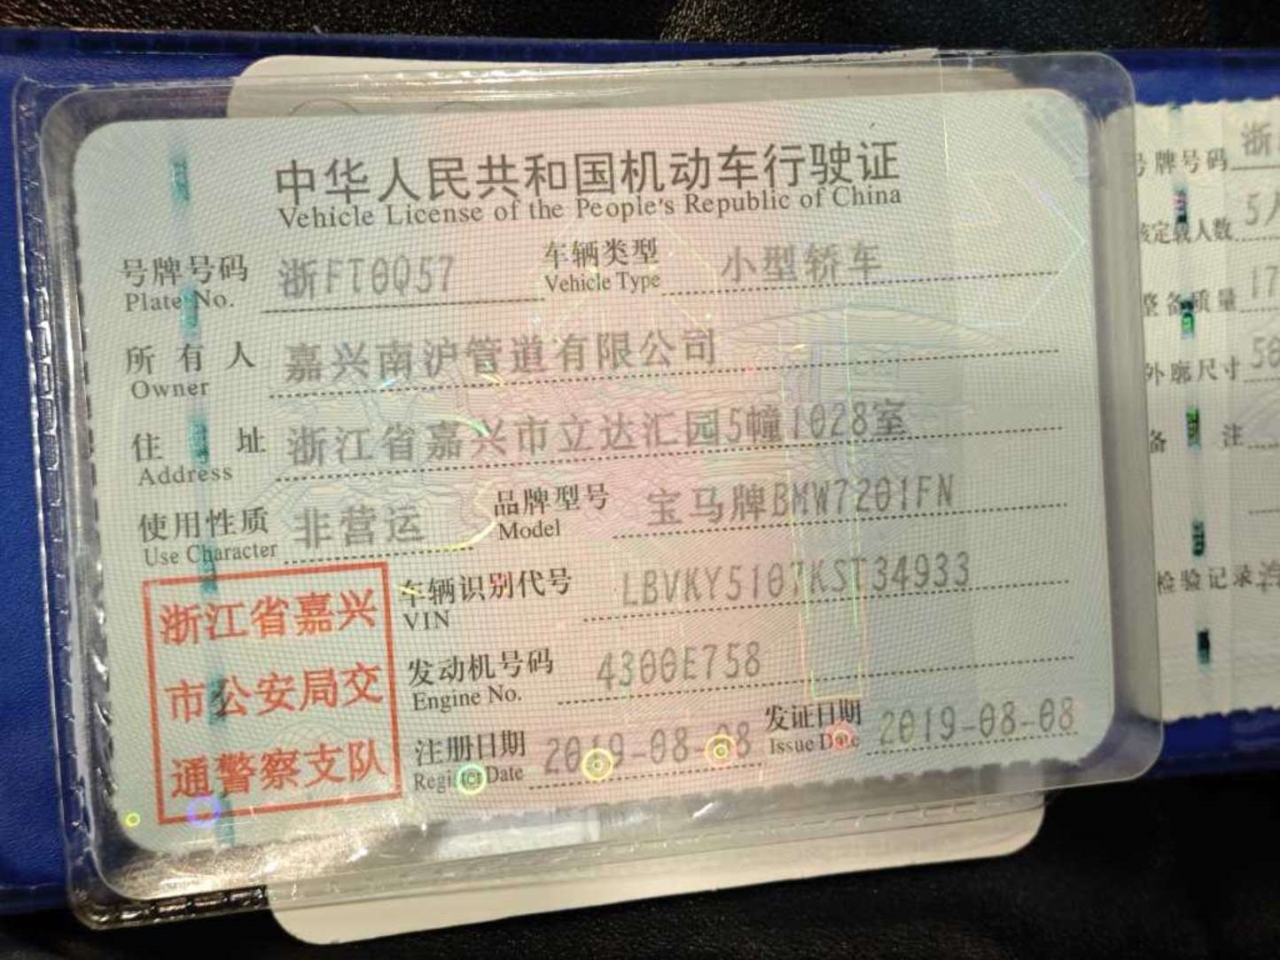 中华人民共和国机动车行驶证
Vehicle License of the People's Republic of China
号牌号码 浙FT0Q57 车辆类型 小型轿车
Plate No. Vehicle Type
所有人 嘉兴南沪管道有限公司
Owner
住址 浙江省嘉兴市立达汇园5幢1028室
Address
使用性质 非营运 品牌型号 宝马牌BMW7201FN
Use Character Model
浙江省嘉兴
市公安局交
通警察支队
车辆识别代号 LBVKY5107KST34933
VIN
发动机号码 4300E758
Engine No.
注册日期 2019-08-08 发证日期 2019-08-08
Register Date Issue Date
号牌号码 浙
核定载人数 5人
整备质量 17
外廓尺寸 50
备注
检验记录